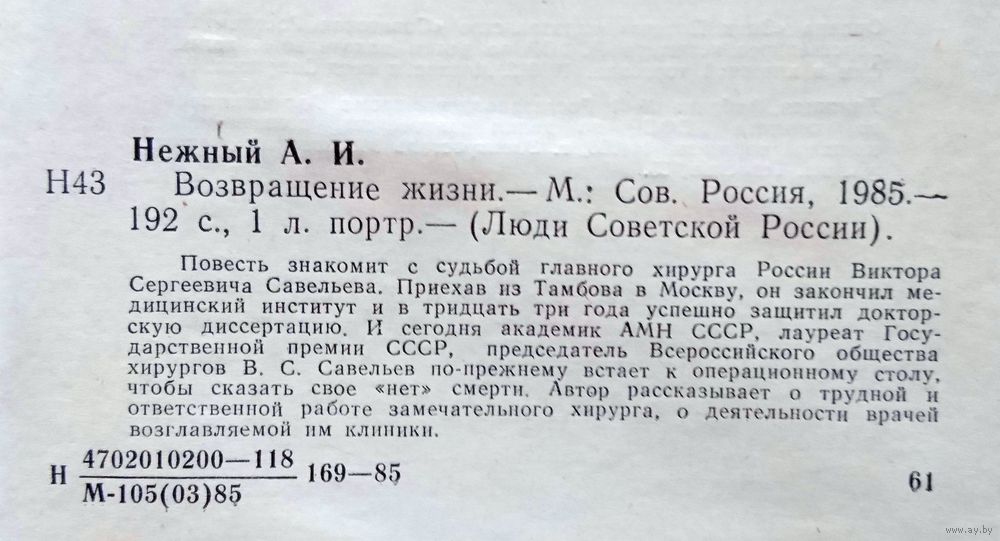 Нежный А. И.
Н43 Возвращение жизни.— М.: Сов. Россия, 1985.—
192 с., 1 л. портр.— (Люди Советской России).
Повесть знакомит с судьбой главного хирурга России Виктора
Сергеевича Савельева. Приехав из Тамбова в Москву, он закончил ме-
дицинский институт и в тридцать три года успешно защитил доктор-
скую диссертацию. И сегодня академик АМН СССР, лауреат Госу-
дарственной премии СССР, председатель Всероссийского общества
хирургов В. С. Савельев по-прежнему встает к операционному столу,
чтобы сказать свое «нет» смерти. Автор рассказывает о трудной и
ответственной работе замечательного хирурга, о деятельности врачей
возглавляемой им клиники.
Н 4702010200—118 169—85 61
М-105(03)85
www.ay.by